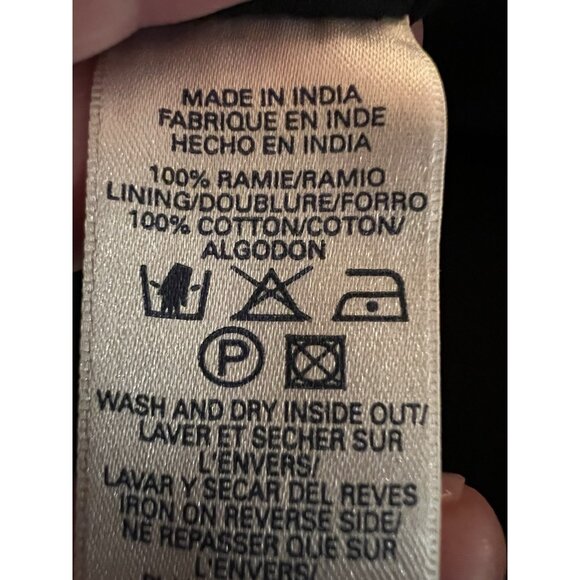 MADE IN INDIA
FABRIQUE EN INDE
HECHO EN INDIA
100% RAMIE/RAMIO
LINING/DOUBLURE/FORRO
100% COTTON/COTON/
ALGODON
P
WASH AND DRY INSIDE OUT/
LAVER ET SECHER SUR
L'ENVERS/
LAVAR Y SECAR DEL REVES
IRON ON REVERSE SIDE/
NE REPASSER QUE SUR
L'ENVERS/